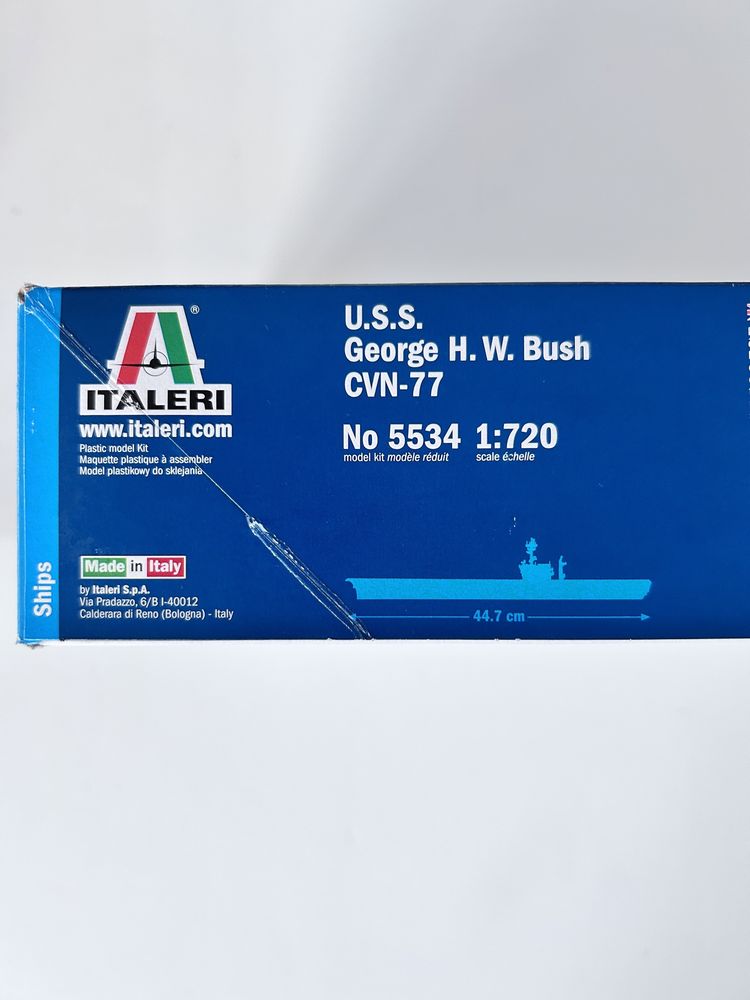 ITALERI®
www.italeri.com
Plastic model Kit
Maquette plastique à assembler
Model plastikowy do sklejania
Made in Italy
by Italeri S.p.A.
Via Pradazzo, 6/B I-40012
Calderara di Reno (Bologna) - Italy
Ships
U.S.S.
George H. W. Bush
CVN-77
No 5534 1:720
model kit modèle réduit scale échelle
44.7 cm